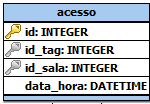 acesso
id: INTEGER
id_tag: INTEGER
id_sala: INTEGER
data_hora: DATETIME